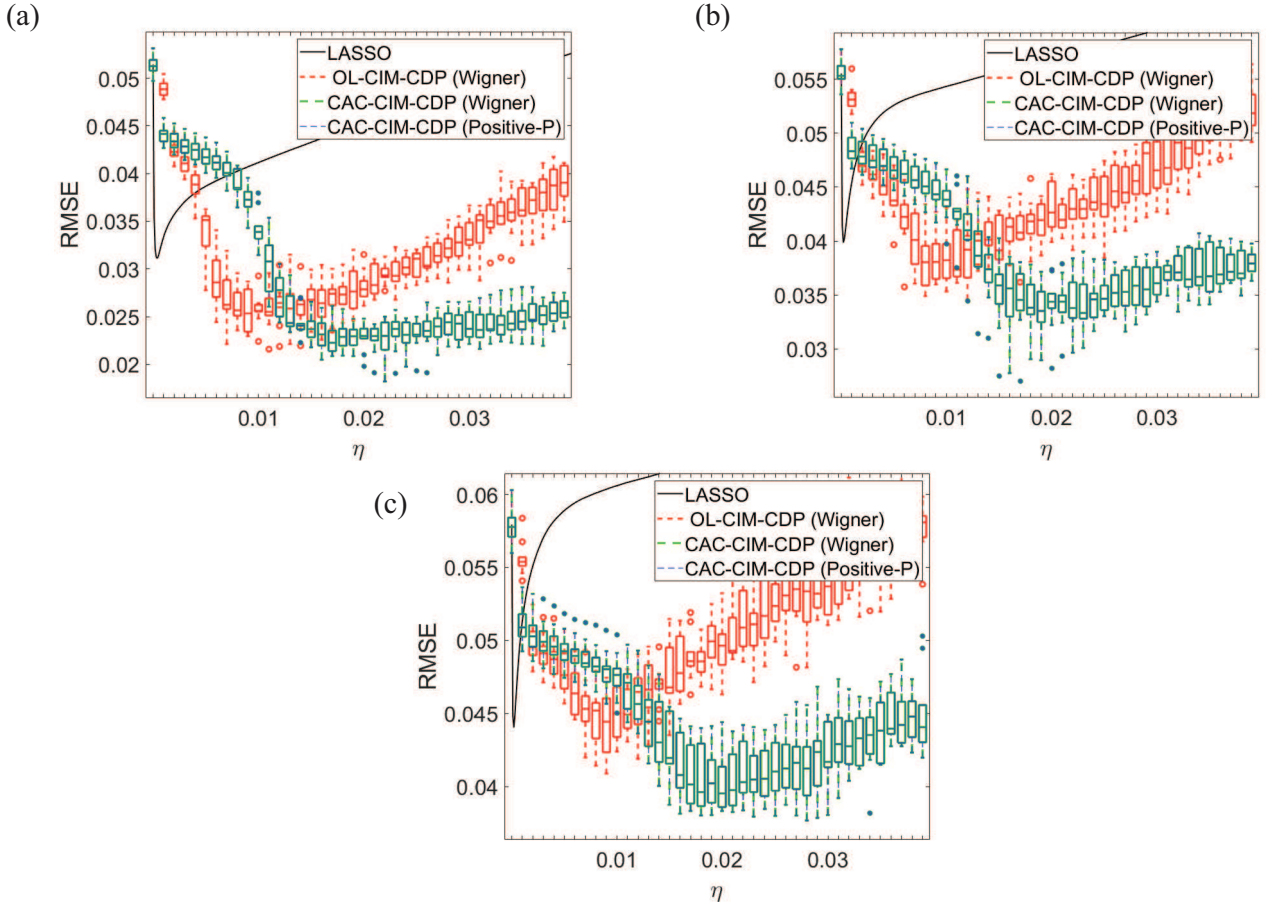 (a)
RMSE
0.05
0.045
0.04
0.035
0.03
0.025
0.02
LASSO
OL-CIM-CDP (Wigner)
CAC-CIM-CDP (Wigner)
CAC-CIM-CDP (Positive-P)
0.01 0.02 0.03
η
(b)
RMSE
0.055
0.05
0.045
0.04
0.035
0.03
LASSO
OL-CIM-CDP (Wigner)
CAC-CIM-CDP (Wigner)
CAC-CIM-CDP (Positive-P)
0.01 0.02 0.03
η
(c)
RMSE
0.06
0.055
0.05
0.045
0.04
LASSO
OL-CIM-CDP (Wigner)
CAC-CIM-CDP (Wigner)
CAC-CIM-CDP (Positive-P)
0.01 0.02 0.03
η